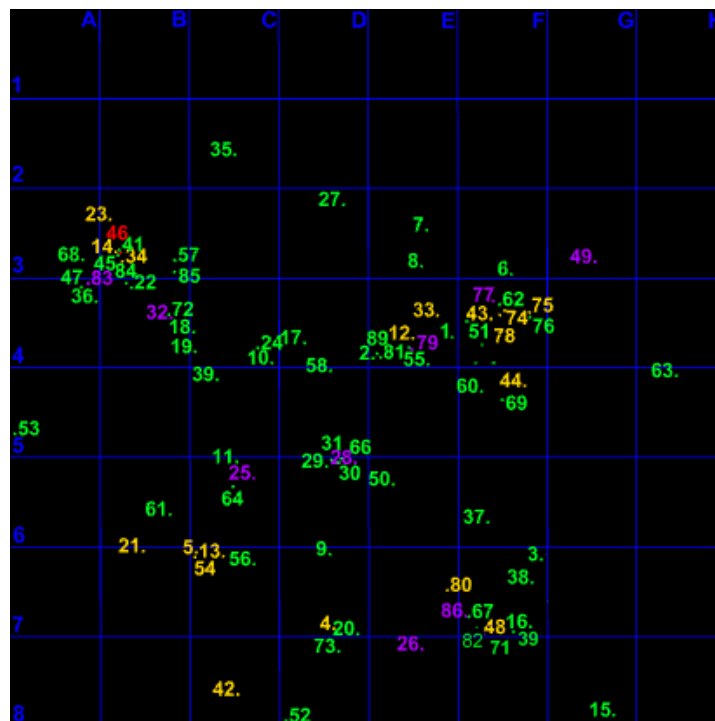 A B C D E F G H
1
35.
2
27.
23.
7.
46
14. 41
68. .34 .57 49.
45 8.
3 84 6.
47 .83 .22 .85
36. 77 .62
32. 72 33. 43. 74 75
18. 12. 1. 51 76
17. 89 79 78
19. .24 2. .81
10. 55.
4 58. 63.
39. 44.
60. .69
.53
5 31 66
11. 29. 28.
25. 30 50.
64
61. 37.
6
21. 5. .13. 9. 3.
56.
54 38.
.80
86. .67
7 4. 20. 48 16.
73. 26. 82 39
71
42.
8 .52 15.